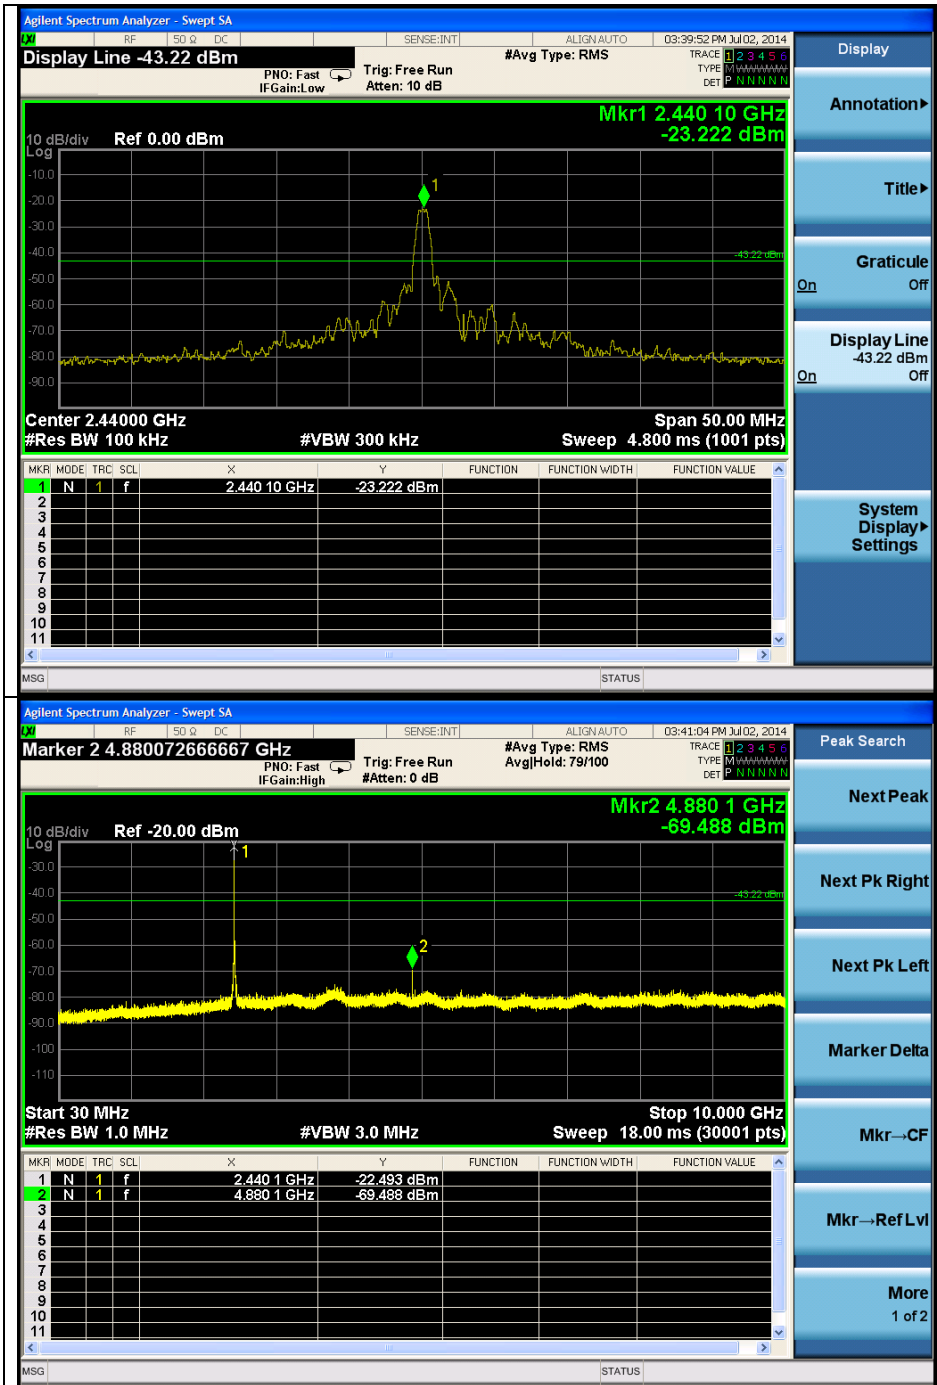 Agilent Spectrum Analyzer - Swept SA
LXI RF 50 Ω DC SENSE:INT ALIGN AUTO 03:39:52 PM Jul 02, 2014
Display Line -43.22 dBm
#Avg Type: RMS
TRACE 1 2 3 4 5 6
PNO: Fast Trig: Free Run
TYPE M WWWWW
IFGain:Low Atten: 10 dB
DET P N N N N N
Display
Annotation
Title
Graticule
On Off
Display Line
-43.22 dBm
On Off
System
Display
Settings
Mkr1 2.440 10 GHz
-23.222 dBm
10 dB/div Ref 0.00 dBm
Log
-10.0
1
-20.0
-30.0
-40.0
-43.22 dBm
-50.0
-60.0
-70.0
-80.0
-90.0
Center 2.44000 GHz Span 50.00 MHz
#Res BW 100 kHz #VBW 300 kHz Sweep 4.800 ms (1001 pts)
MKR MODE TRC SCL X Y FUNCTION FUNCTION WIDTH FUNCTION VALUE
1 N 1 f 2.440 10 GHz -23.222 dBm
2
3
4
5
6
7
8
9
10
11
MSG STATUS
Agilent Spectrum Analyzer - Swept SA
LXI RF 50 Ω DC SENSE:INT ALIGN AUTO 03:41:04 PM Jul 02, 2014
Marker 2 4.880072666667 GHz
#Avg Type: RMS
TRACE 1 2 3 4 5 6
PNO: Fast Trig: Free Run
Avg|Hold: 79/100
TYPE M WWWWW
IFGain:High #Atten: 0 dB
DET P N N N N N
Peak Search
Next Peak
Next Pk Right
Next Pk Left
Marker Delta
Mkr→CF
Mkr→Ref Lvl
More
1 of 2
Mkr2 4.880 1 GHz
-69.488 dBm
10 dB/div Ref -20.00 dBm
Log
1
-30.0
-40.0
-43.22 dBm
-50.0
-60.0
2
-70.0
-80.0
-90.0
-100
-110
Start 30 MHz Stop 10.000 GHz
#Res BW 1.0 MHz #VBW 3.0 MHz Sweep 18.00 ms (30001 pts)
MKR MODE TRC SCL X Y FUNCTION FUNCTION WIDTH FUNCTION VALUE
1 N 1 f 2.440 1 GHz -22.493 dBm
2 N 1 f 4.880 1 GHz -69.488 dBm
3
4
5
6
7
8
9
10
11
MSG STATUS